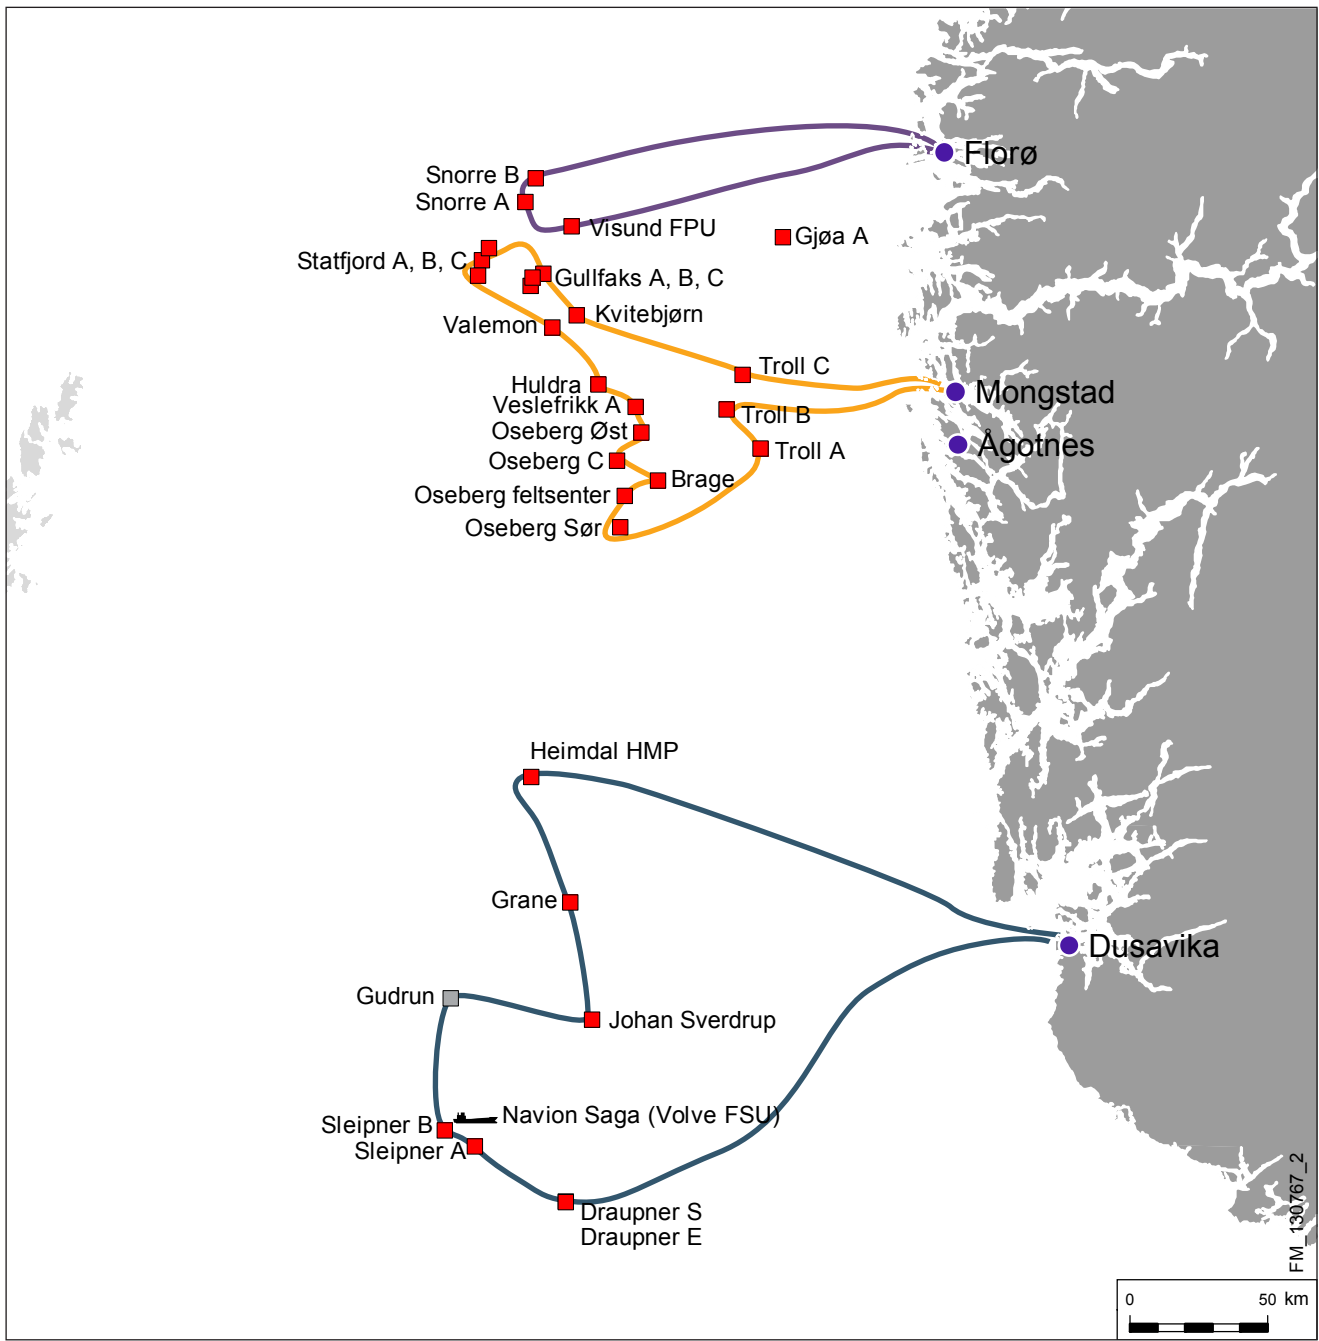 Florø
Snorre B
Snorre A
Visund FPU
Gjøa A
Statfjord A, B, C
Gullfaks A, B, C
Kvitebjørn
Valemon
Troll C
Huldra
Mongstad
Veslefrikk A
Troll B
Oseberg Øst
Ågotnes
Troll A
Oseberg C
Brage
Oseberg feltsenter
Oseberg Sør
Heimdal HMP
Grane
Dusavika
Gudrun
Johan Sverdrup
Navion Saga (Volve FSU)
Sleipner B
Sleipner A
Draupner S
Draupner E
FM_130767_2
0 50 km